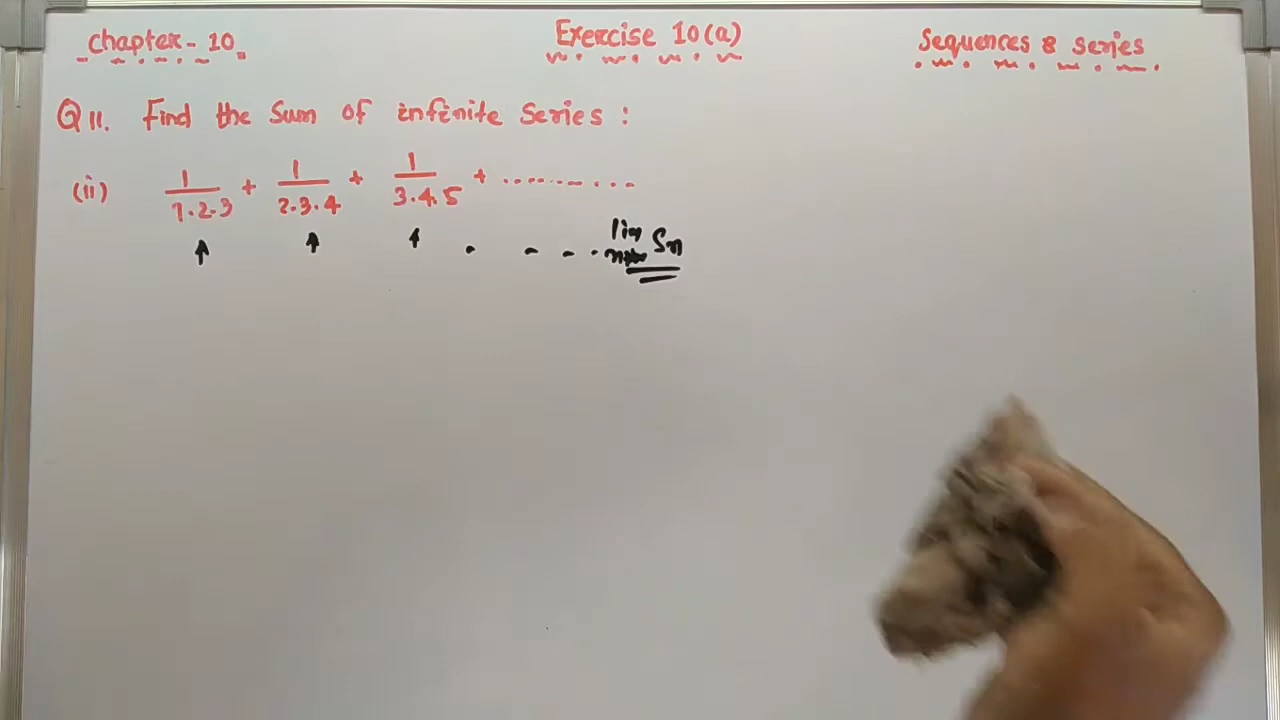 Chapter-10 Exercise 10(a) Sequences & Series
Q11. Find the Sum of infinite Series :
(ii) 1/1.2.3 + 1/2.3.4 + 1/3.4.5 + ..........
lim n→∞ Sn